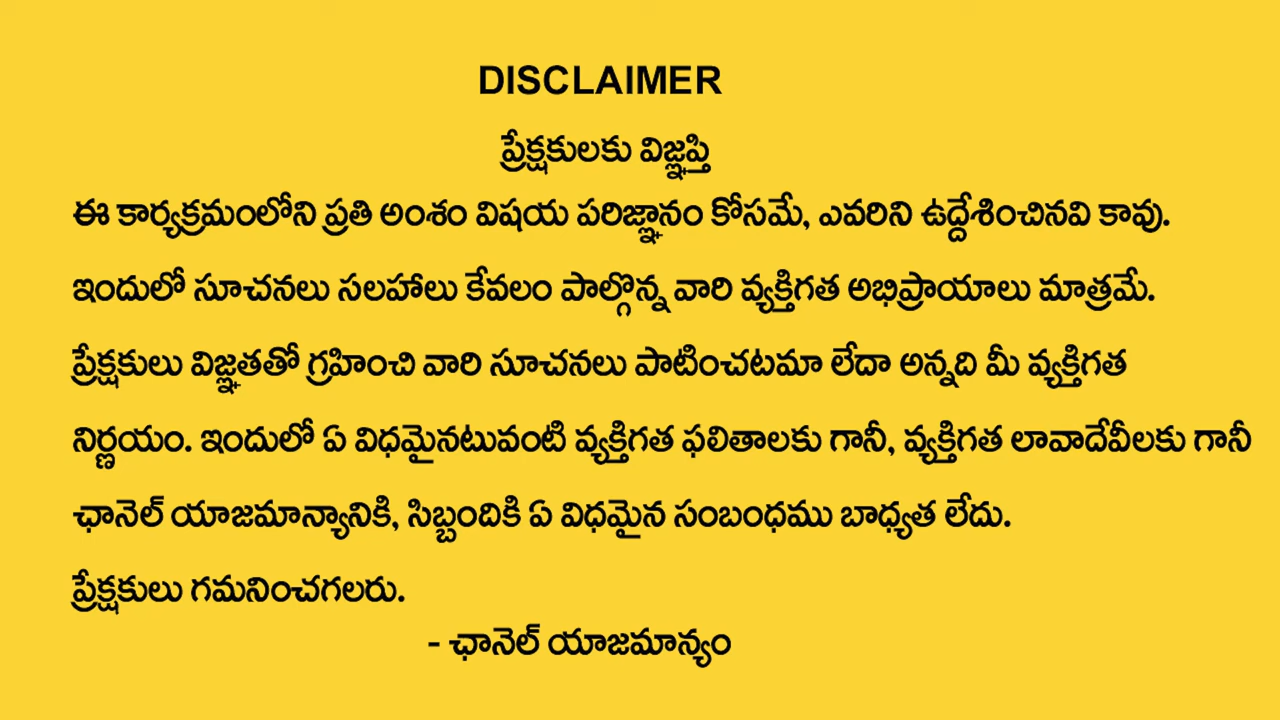 DISCLAIMER
ప్రేక్షకులకు విజ్ఞప్తి
ఈ కార్యక్రమంలోని ప్రతి అంశం విషయ పరిజ్ఞానం కోసమే, ఎవరిని ఉద్దేశించినవి కావు.
ఇందులో సూచనలు సలహాలు కేవలం పాల్గొన్న వారి వ్యక్తిగత అభిప్రాయాలు మాత్రమే.
ప్రేక్షకులు విజ్ఞతతో గ్రహించి వారి సూచనలు పాటించటమా లేదా అన్నది మీ వ్యక్తిగత
నిర్ణయం. ఇందులో ఏ విధమైనటువంటి వ్యక్తిగత ఫలితాలకు గానీ, వ్యక్తిగత లావాదేవీలకు గానీ
ఛానెల్ యాజమాన్యానికి, సిబ్బందికి ఏ విధమైన సంబంధము బాధ్యత లేదు.
ప్రేక్షకులు గమనించగలరు.
- ఛానెల్ యాజమాన్యం